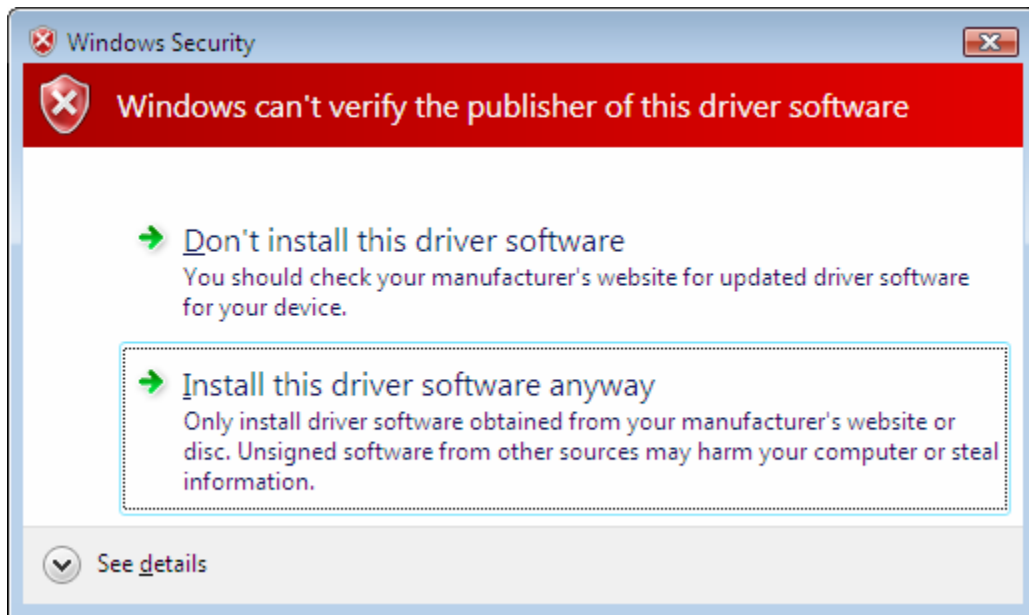 Windows Security
Windows can't verify the publisher of this driver software
Don't install this driver software
You should check your manufacturer's website for updated driver software
for your device.
Install this driver software anyway
Only install driver software obtained from your manufacturer's website or
disc. Unsigned software from other sources may harm your computer or steal
information.
See details